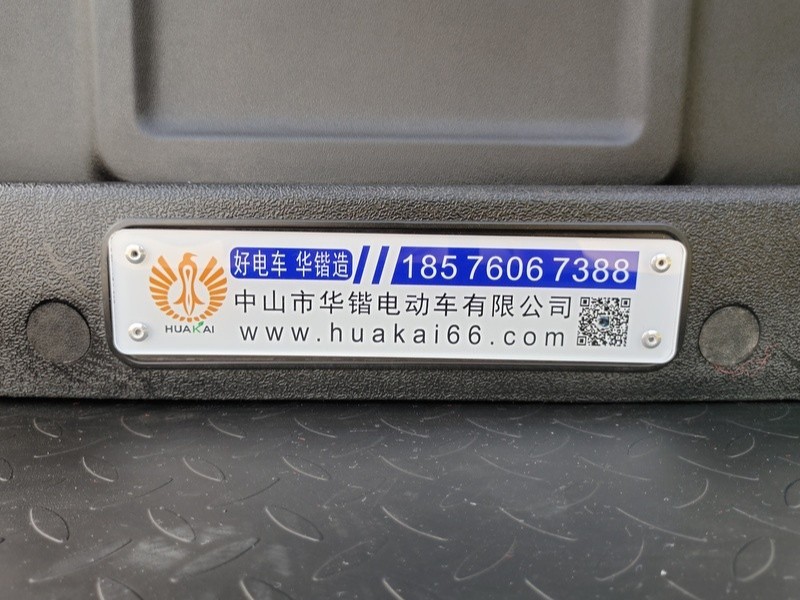 好电车 华锴造 // 185 7606 7388
HUAKAI
中山市华锴电动车有限公司
www.huakai66.com